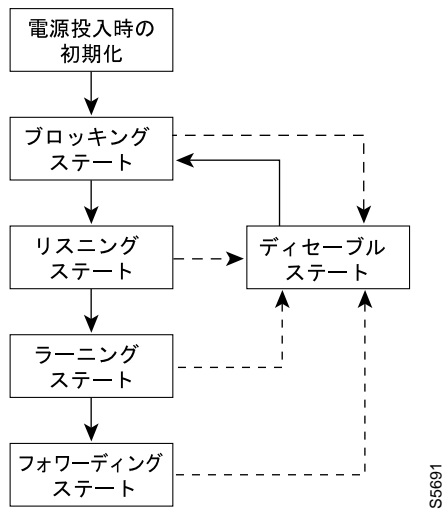 電源投入時の
初期化
ブロッキング
ステート
リスニング
ステート
ディセーブル
ステート
ラーニング
ステート
フォワーディング
ステート
S5691